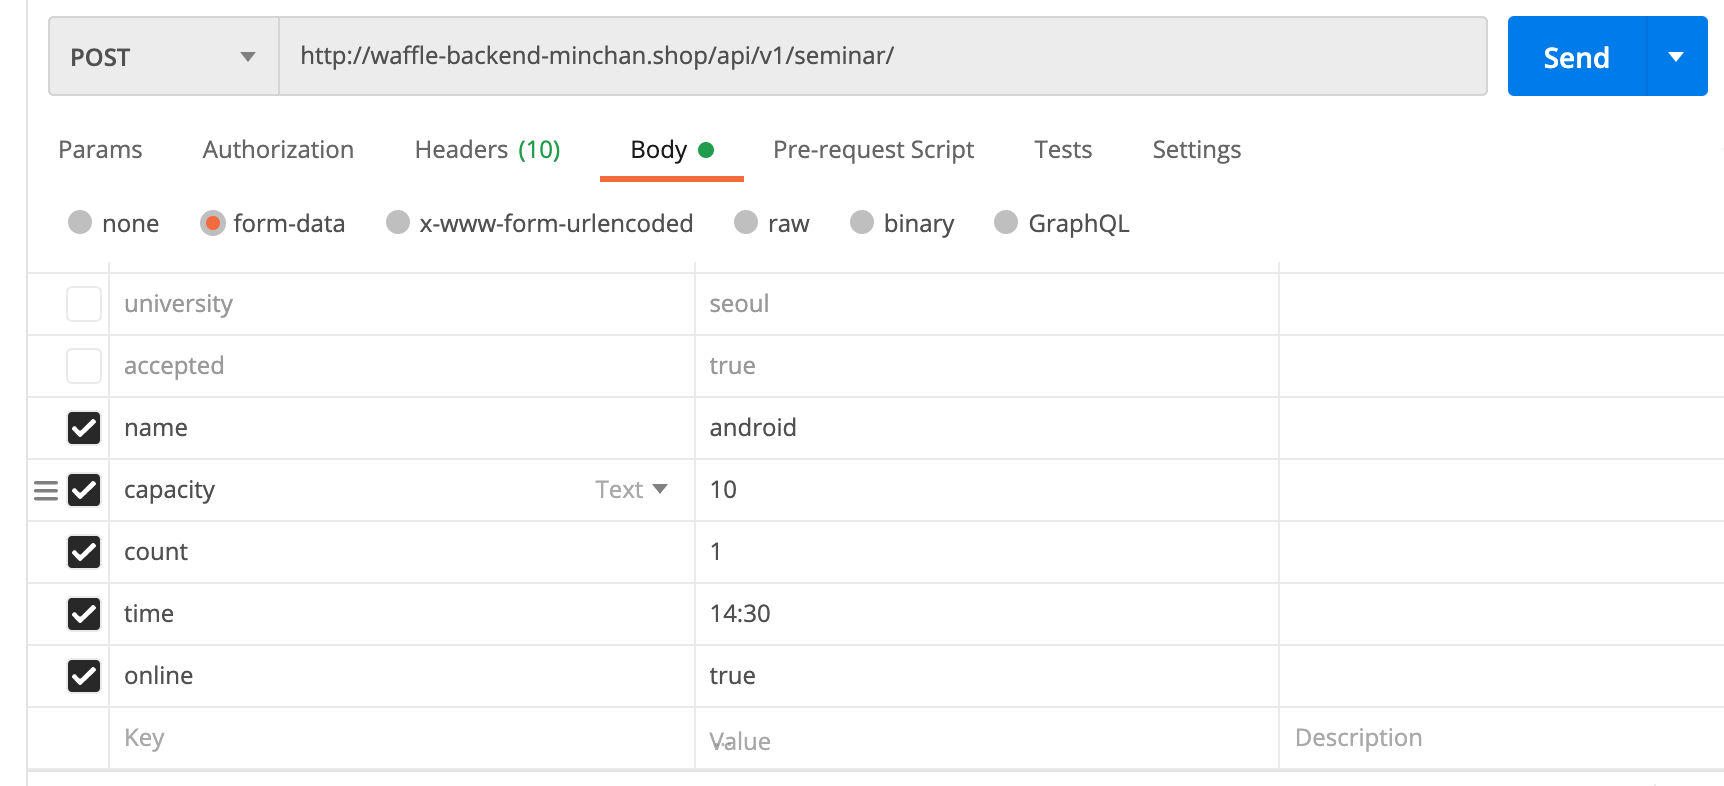 POST http://waffle-backend-minchan.shop/api/v1/seminar/ Send
Params Authorization Headers (10) Body Pre-request Script Tests Settings
none form-data x-www-form-urlencoded raw binary GraphQL
university seoul
accepted true
name android
capacity Text 10
count 1
time 14:30
online true
Key Value Description